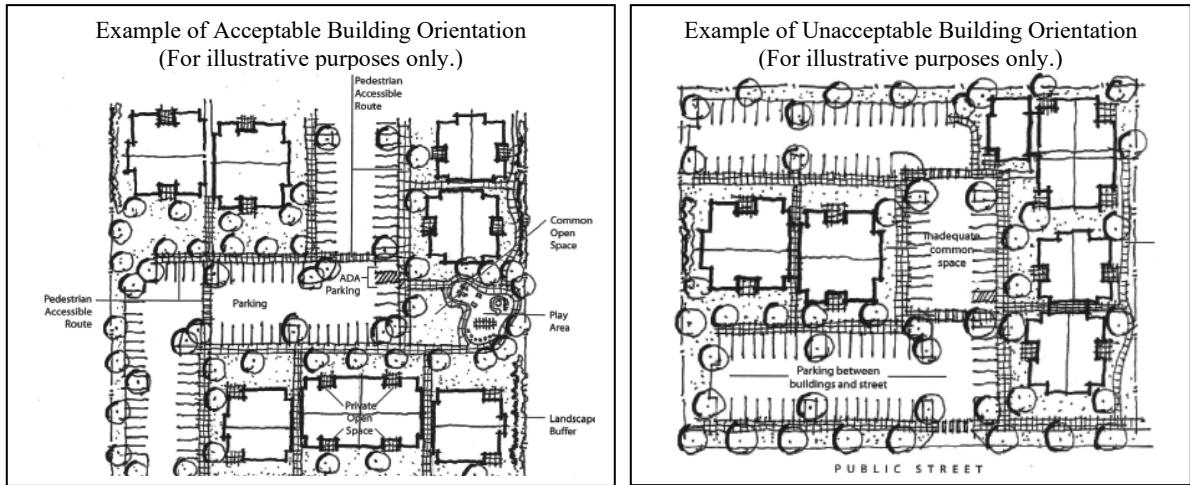 Example of Acceptable Building Orientation
(For illustrative purposes only.)
Pedestrian
Accessible
Route
Common
Open
Space
ADA
Parking
Pedestrian
Accessible
Route
Parking
Play
Area
Private
Open
Space
Landscape
Buffer
Example of Unacceptable Building Orientation
(For illustrative purposes only.)
Inadequate
common
space
Parking between
buildings and street
PUBLIC STREET